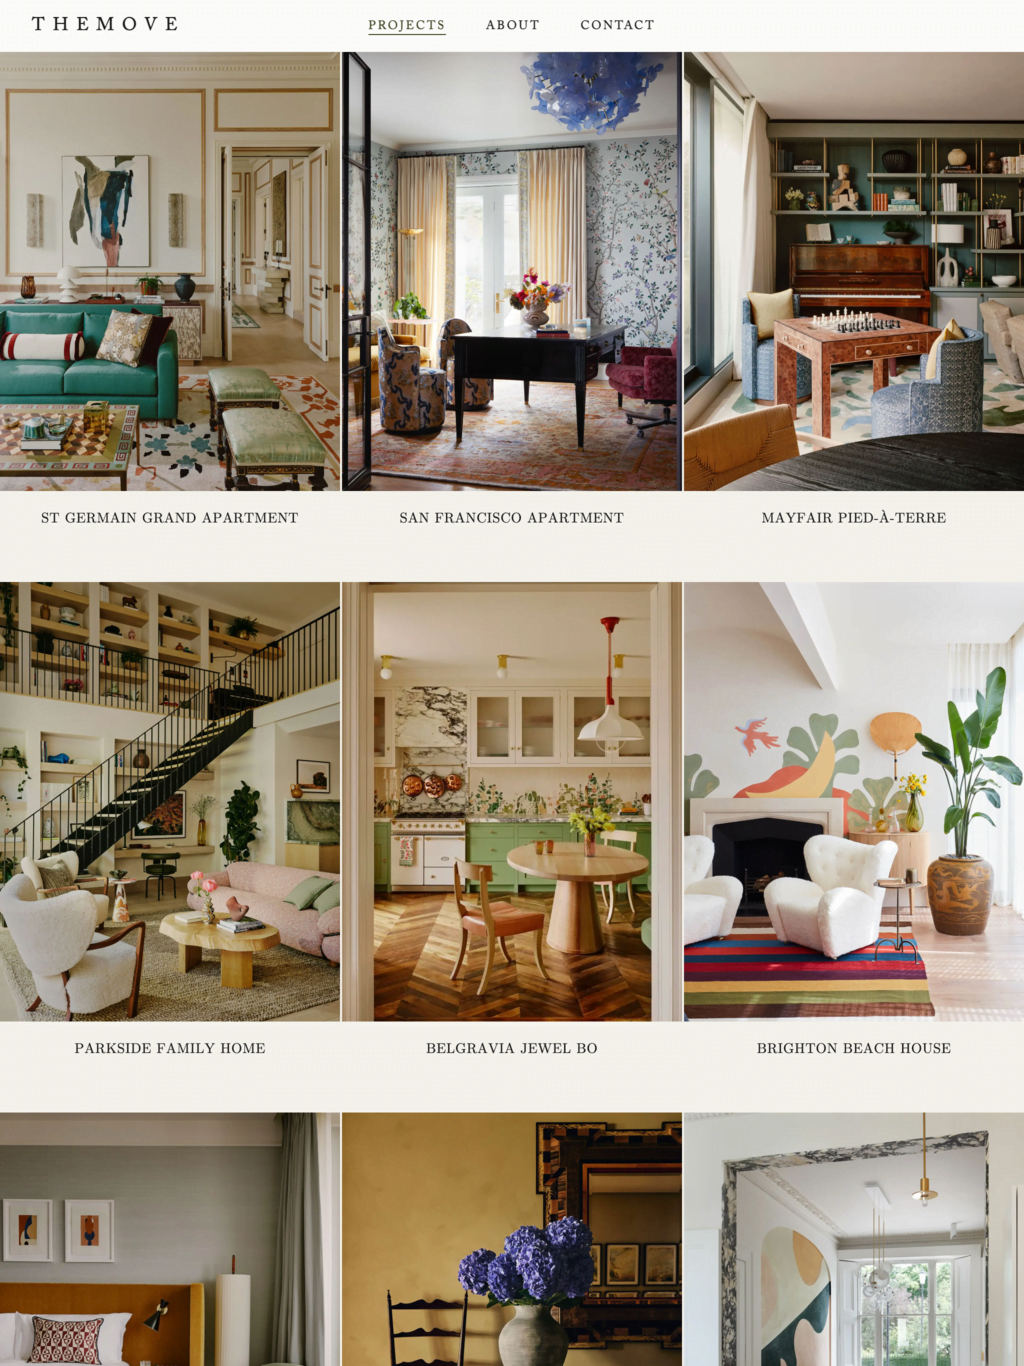 THEMOVE
PROJECTS ABOUT CONTACT
ST GERMAIN GRAND APARTMENT
SAN FRANCISCO APARTMENT
MAYFAIR PIED-À-TERRE
PARKSIDE FAMILY HOME
BELGRAVIA JEWEL BO
BRIGHTON BEACH HOUSE